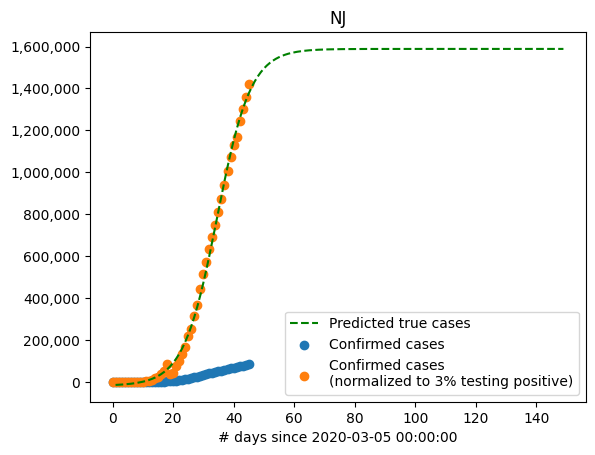 NJ
1,600,000
1,400,000
1,200,000
1,000,000
800,000
600,000
400,000
200,000
0
Predicted true cases
Confirmed cases
Confirmed cases
(normalized to 3% testing positive)
0 20 40 60 80 100 120 140
# days since 2020-03-05 00:00:00